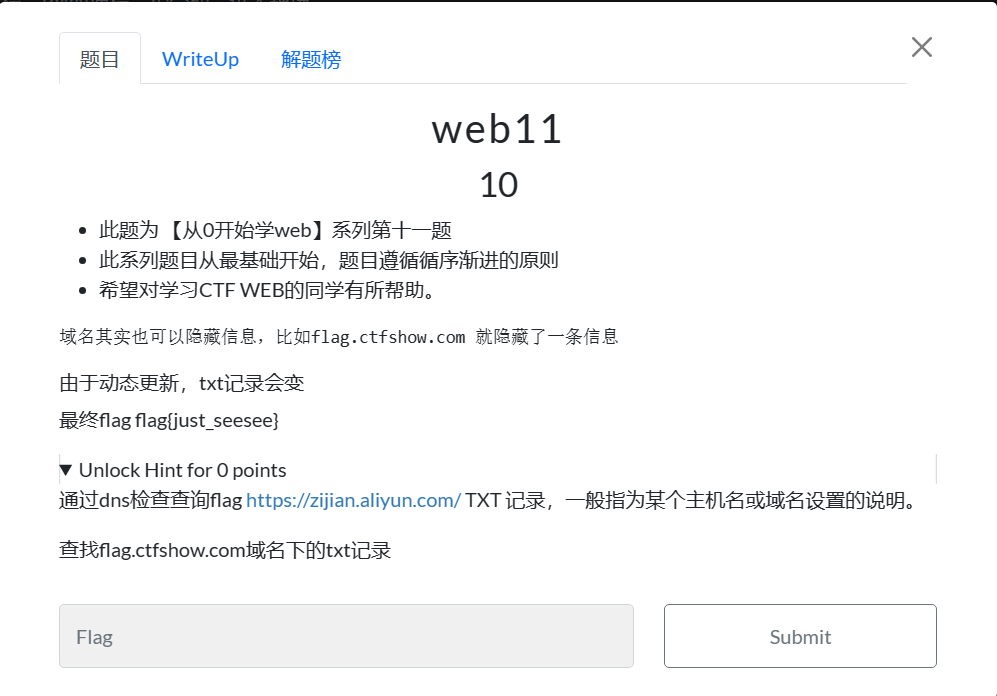 题目 WriteUp 解题榜
web11
10
此题为 【从0开始学web】系列第十一题
此系列题目从最基础开始，题目遵循循序渐进的原则
希望对学习CTF WEB的同学有所帮助。
域名其实也可以隐藏信息，比如flag.ctfshow.com 就隐藏了一条信息
由于动态更新，txt记录会变
最终flag flag{just_seesee}
Unlock Hint for 0 points
通过dns检查查询flag https://zijian.aliyun.com/ TXT 记录，一般指为某个主机名或域名设置的说明。
查找flag.ctfshow.com域名下的txt记录
Flag Submit